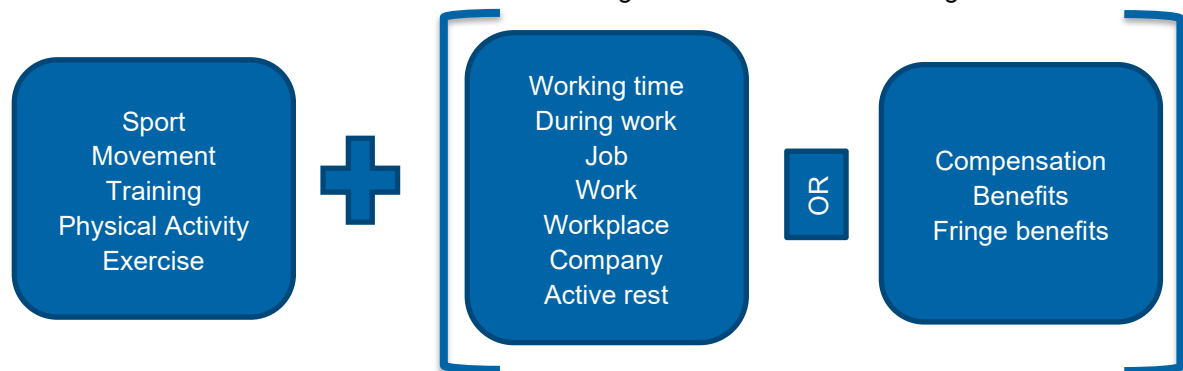 Sport
Movement
Training
Physical Activity
Exercise
Working time
During work
Job
Work
Workplace
Company
Active rest
OR
Compensation
Benefits
Fringe benefits